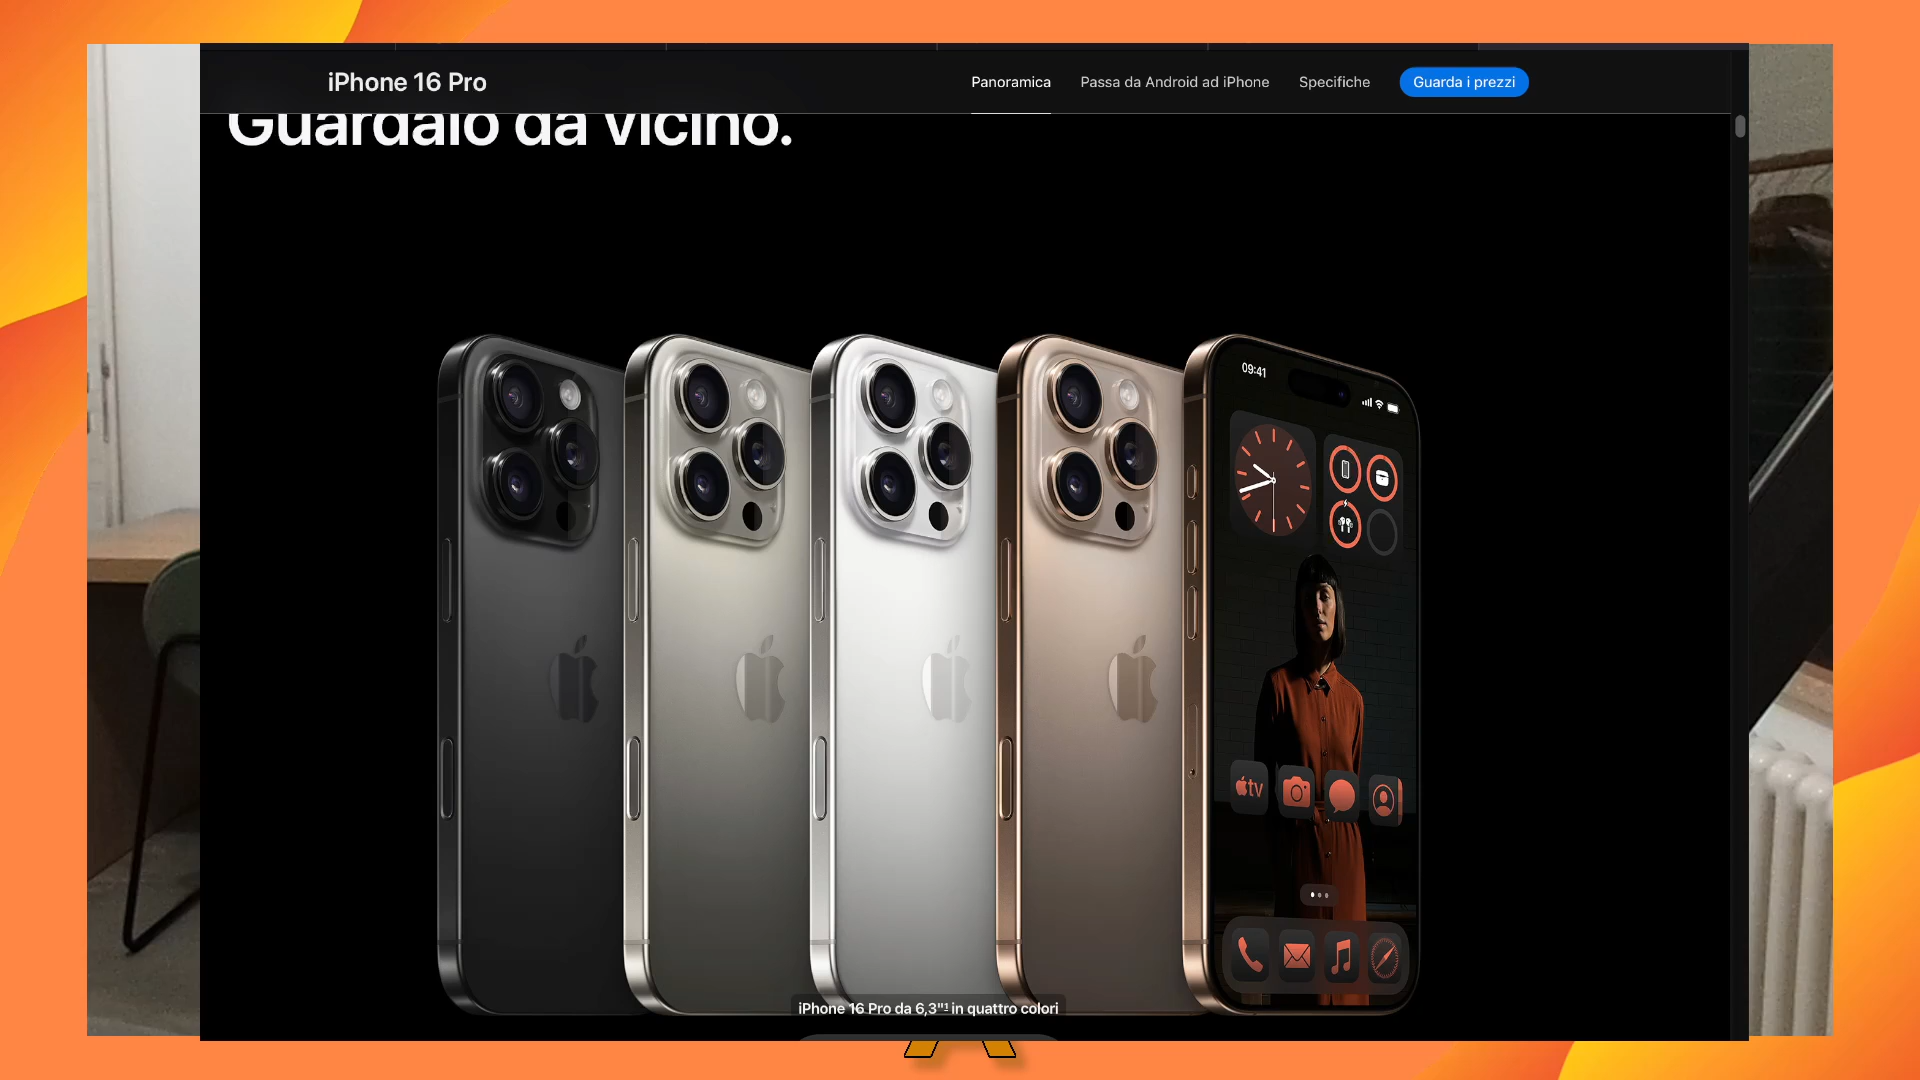 iPhone 16 Pro
Panoramica
Passa da Android ad iPhone
Specifiche
Guarda i prezzi
Guardalo da vicino.
09:41
tv
iPhone 16 Pro da 6,3"¹ in quattro colori